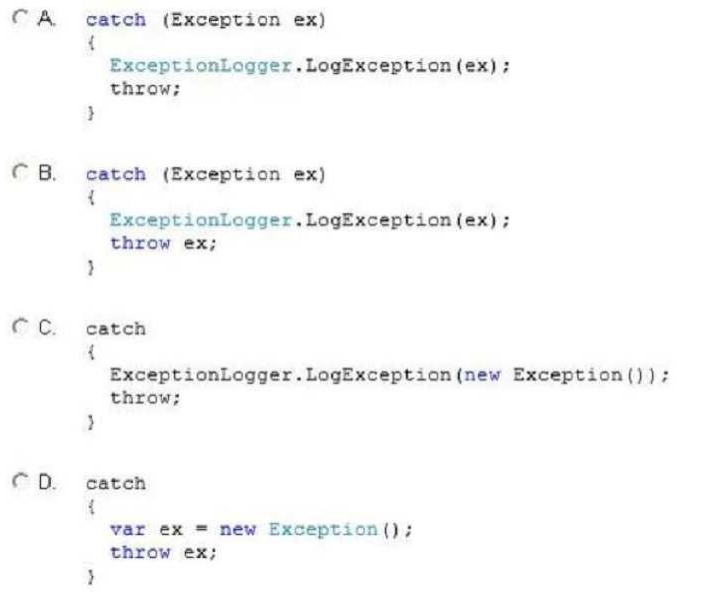 A. catch (Exception ex)
{
ExceptionLogger.LogException(ex);
throw;
}
B. catch (Exception ex)
{
ExceptionLogger.LogException(ex);
throw ex;
}
C. catch
{
ExceptionLogger.LogException(new Exception());
throw;
}
D. catch
{
var ex = new Exception();
throw ex;
}